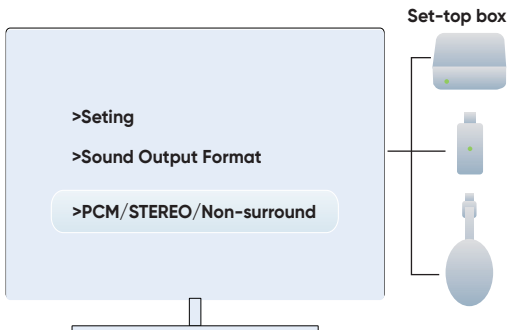 Set-top box
>Seting
>Sound Output Format
>PCM/STEREO/Non-surround